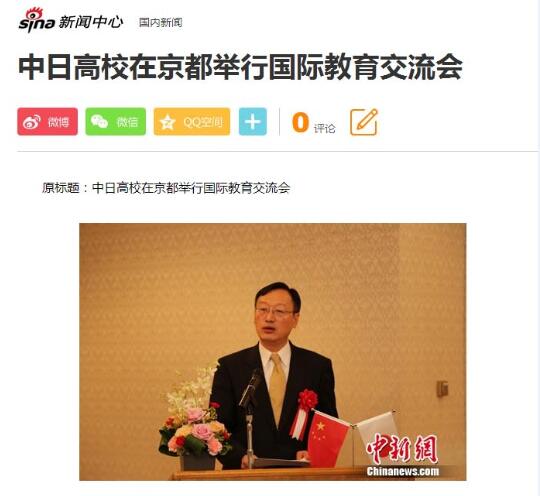 sina 新闻中心 国内新闻
中日高校在京都举行国际教育交流会
微博 微信 QQ空间 0 评论
原标题：中日高校在京都举行国际教育交流会
中新網
Chinanews.com